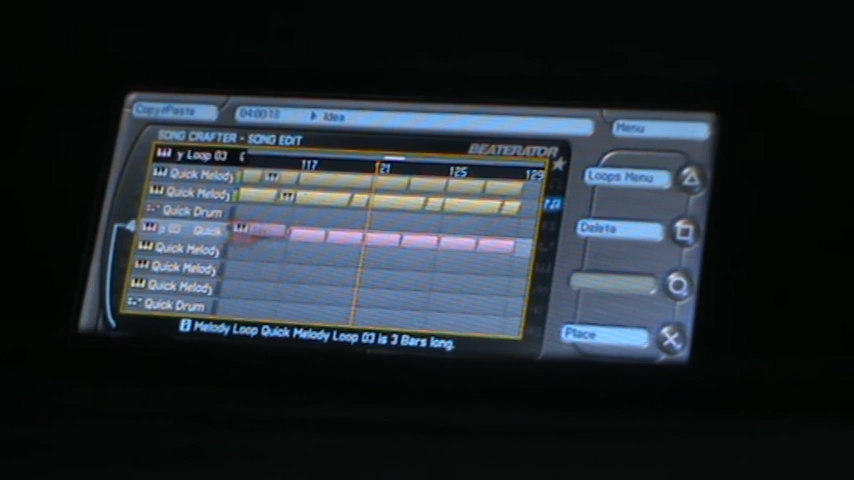 Copy/Paste
04:00:10
Idea
Menu
SONG CRAFTER - SONG EDIT
BEATERATOR
y Loop 03
117
121
125
129
Quick Melody
Quick Melody
Quick Drum
p 03 Quick
Quick Melody
Quick Melody
Quick Melody
Quick Drum
Loops Menu
Delete
Place
Melody Loop Quick Melody Loop 03 is 3 Bars long.